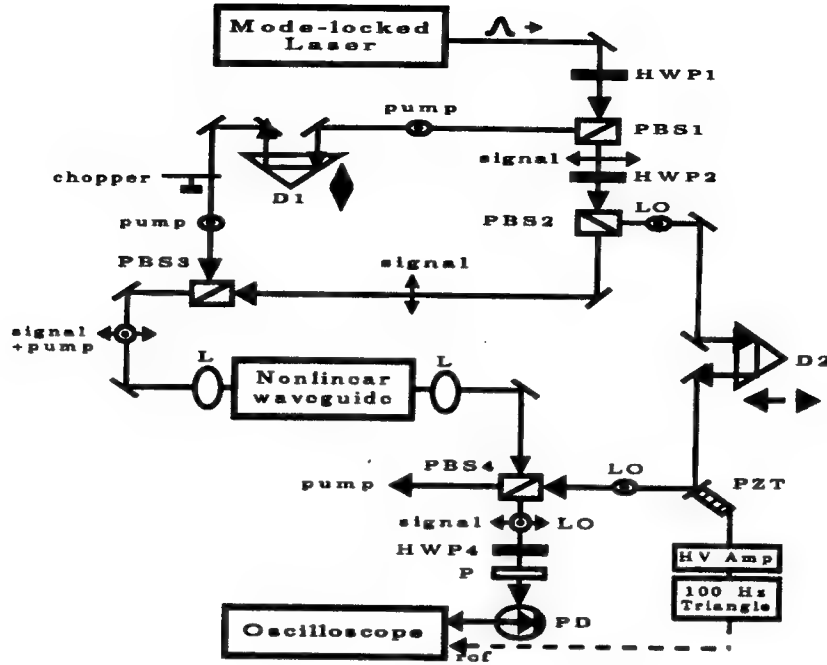 Mode-locked
Laser
HWP1
pump
PBS1
signal
chopper
HWP2
D1
LO
PBS2
pump
PBS3
signal
signal
+pump
L
L
D2
Nonlinear
waveguide
PBS4
LO
PZT
pump
signal
LO
HWP4
HV Amp
P
100 Hz
Triangle
PD
Oscilloscope
ref